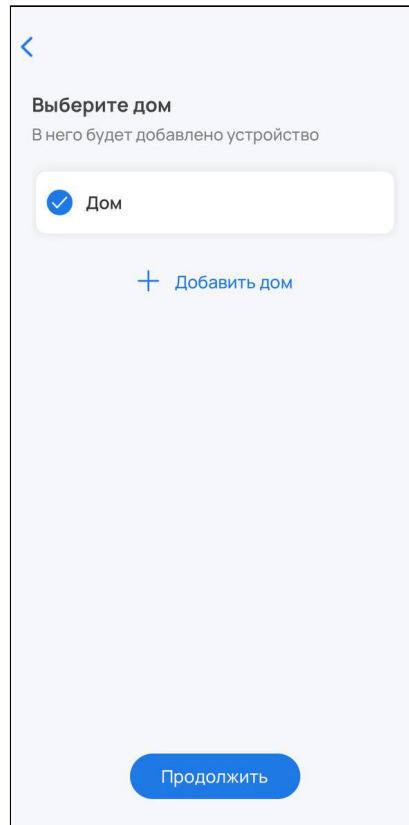 Выберите дом
В него будет добавлено устройство
Дом
Добавить дом
Продолжить